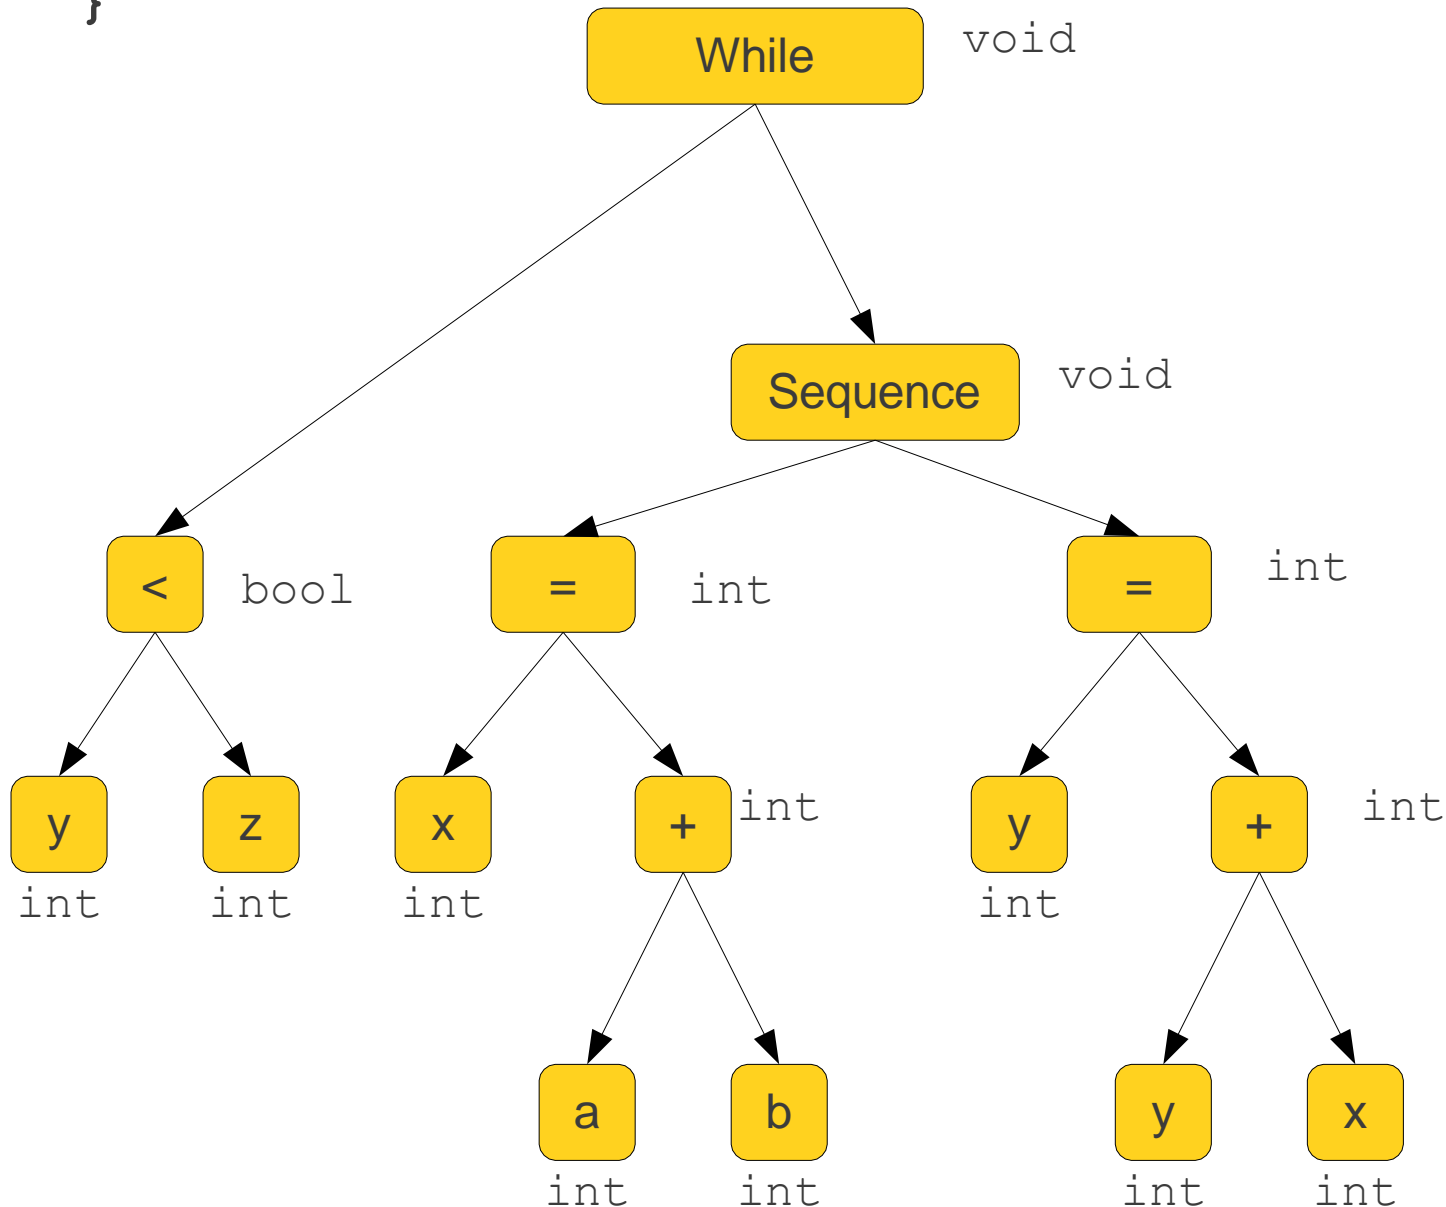 }
While void
Sequence void
< bool = int = int
y z x + int y + int
int int int int
a b y x
int int int int